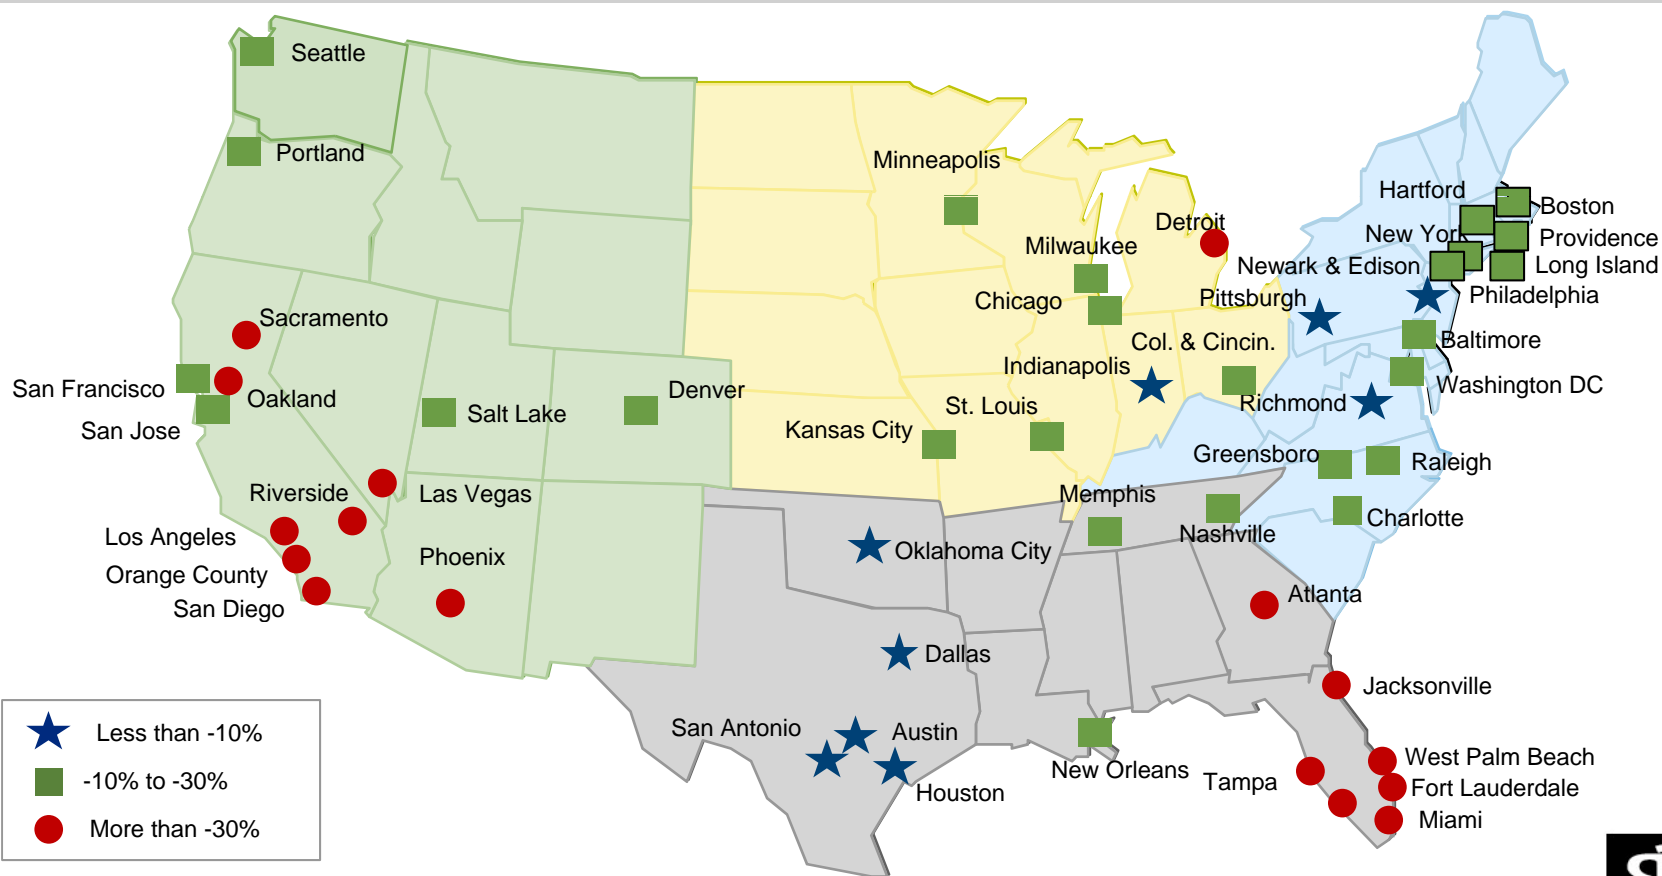 Seattle
Portland
Minneapolis
Hartford
Boston
Detroit
New York
Providence
Milwaukee
Newark & Edison
Long Island
Chicago
Pittsburgh
Philadelphia
Sacramento
Col. & Cincin.
Baltimore
Indianapolis
San Francisco
Oakland
Denver
Washington DC
Salt Lake
St. Louis
Richmond
San Jose
Kansas City
Greensboro
Raleigh
Riverside
Las Vegas
Memphis
Charlotte
Los Angeles
Nashville
Phoenix
Oklahoma City
Orange County
San Diego
Atlanta
Dallas
Jacksonville
San Antonio
Austin
New Orleans
West Palm Beach
Tampa
Fort Lauderdale
Houston
Miami
Less than -10%
-10% to -30%
More than -30%